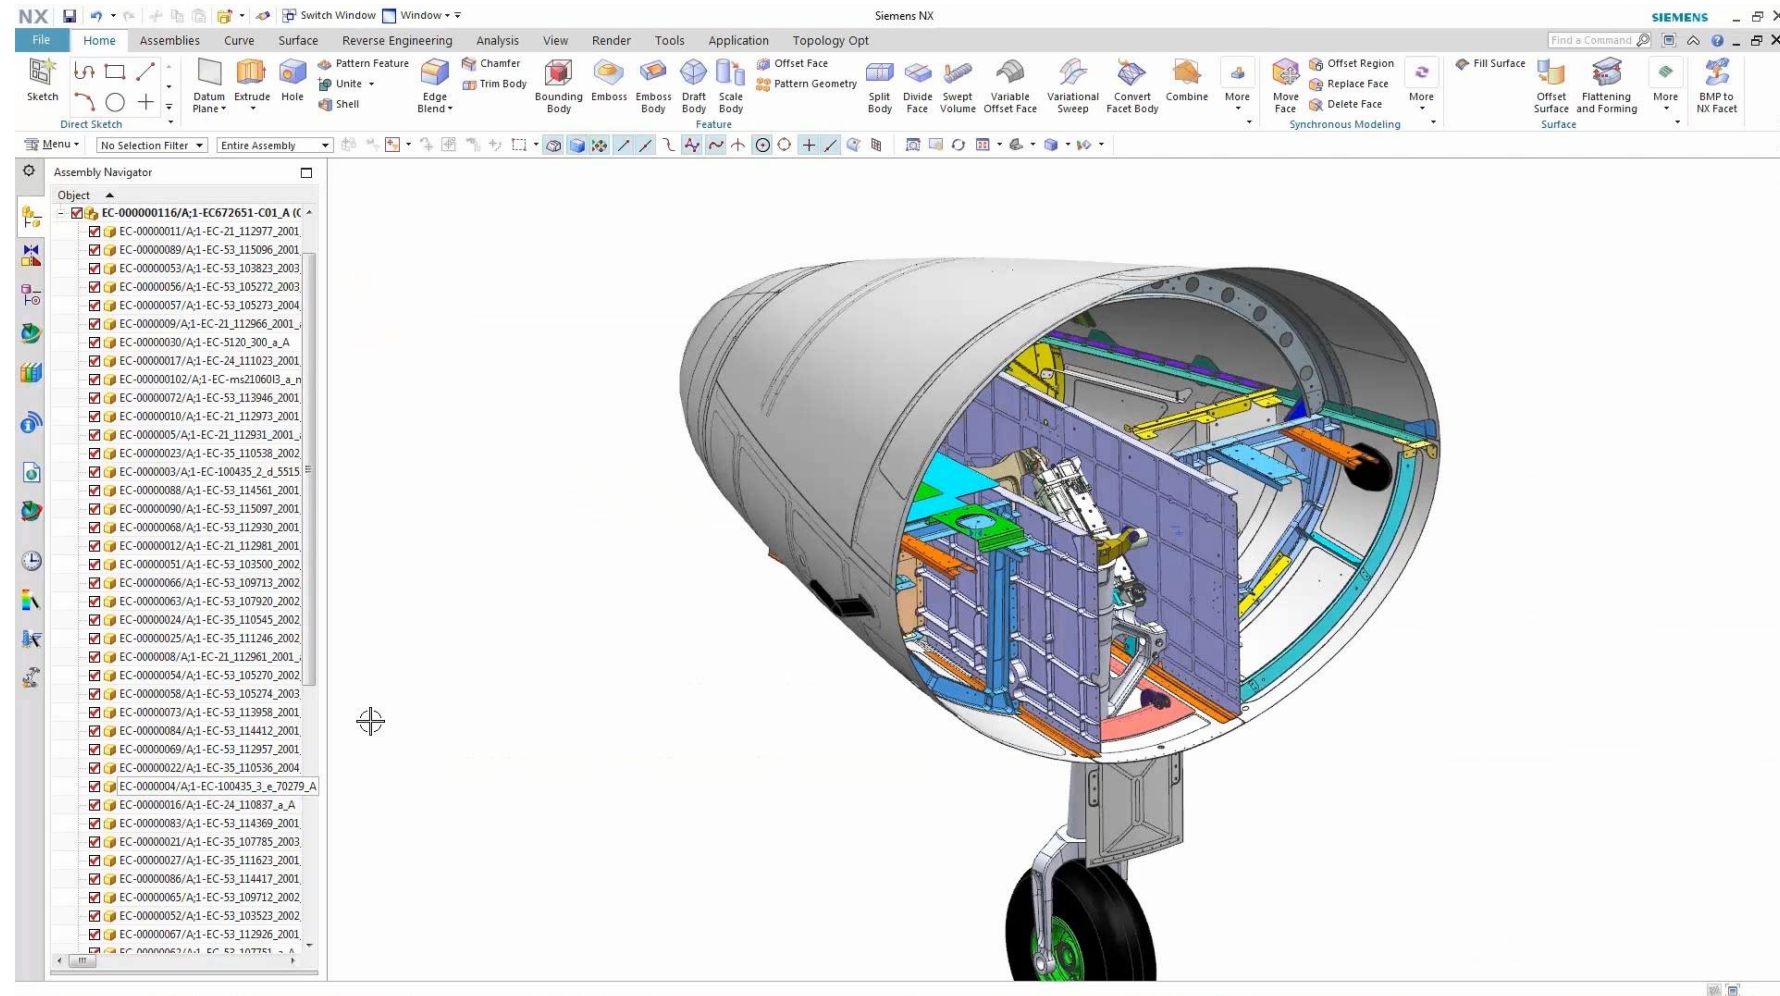 NX Switch Window Window Siemens NX SIEMENS
File Home Assemblies Curve Surface Reverse Engineering Analysis View Render Tools Application Topology Opt Find a Command
Sketch
Direct Sketch
Datum Plane Extrude Hole
Pattern Feature
Unite
Shell
Edge Blend
Chamfer
Trim Body
Bounding Body Emboss Emboss Body Draft Body Scale Body
Offset Face
Pattern Geometry
Split Body Divide Face Swept Volume Variable Offset Face Variational Sweep Convert Facet Body Combine More
Feature
Move Face
Offset Region
Replace Face
Delete Face
More
Synchronous Modeling
Fill Surface
Offset Surface Flattening and Forming More
Surface
BMP to NX Facet
Menu No Selection Filter Entire Assembly
Assembly Navigator
Object
EC-000000116/A;1-EC672651-C01_A (C
EC-00000011/A;1-EC-21_112977_2001
EC-00000089/A;1-EC-53_115096_2001
EC-00000053/A;1-EC-53_103823_2003
EC-00000056/A;1-EC-53_105272_2003
EC-00000057/A;1-EC-53_105273_2004
EC-0000009/A;1-EC-21_112966_2001_
EC-00000030/A;1-EC-5120_300_a_A
EC-00000017/A;1-EC-24_111023_2001
EC-000000102/A;1-EC-ms21060l3_a_n
EC-00000072/A;1-EC-53_113946_2001
EC-00000010/A;1-EC-21_112973_2001
EC-0000005/A;1-EC-21_112931_2001_
EC-00000023/A;1-EC-35_110538_2002
EC-0000003/A;1-EC-100435_2_d_5515
EC-00000088/A;1-EC-53_114561_2001
EC-00000090/A;1-EC-53_115097_2001
EC-00000068/A;1-EC-53_112930_2001
EC-00000012/A;1-EC-21_112981_2001
EC-00000051/A;1-EC-53_103500_2002
EC-00000066/A;1-EC-53_109713_2002
EC-00000063/A;1-EC-53_107920_2002
EC-00000024/A;1-EC-35_110545_2002
EC-00000025/A;1-EC-35_111246_2002
EC-0000008/A;1-EC-21_112961_2001_
EC-00000054/A;1-EC-53_105270_2002
EC-00000058/A;1-EC-53_105274_2003
EC-00000073/A;1-EC-53_113958_2001
EC-00000084/A;1-EC-53_114412_2001
EC-00000069/A;1-EC-53_112957_2001
EC-00000022/A;1-EC-35_110536_2004
EC-0000004/A;1-EC-100435_3_e_70279_A
EC-00000016/A;1-EC-24_110837_a_A
EC-00000083/A;1-EC-53_114369_2001
EC-00000021/A;1-EC-35_107785_2003
EC-00000027/A;1-EC-35_111623_2001
EC-00000086/A;1-EC-53_114417_2001
EC-00000065/A;1-EC-53_109712_2002
EC-00000052/A;1-EC-53_103523_2002
EC-00000067/A;1-EC-53_112926_2001